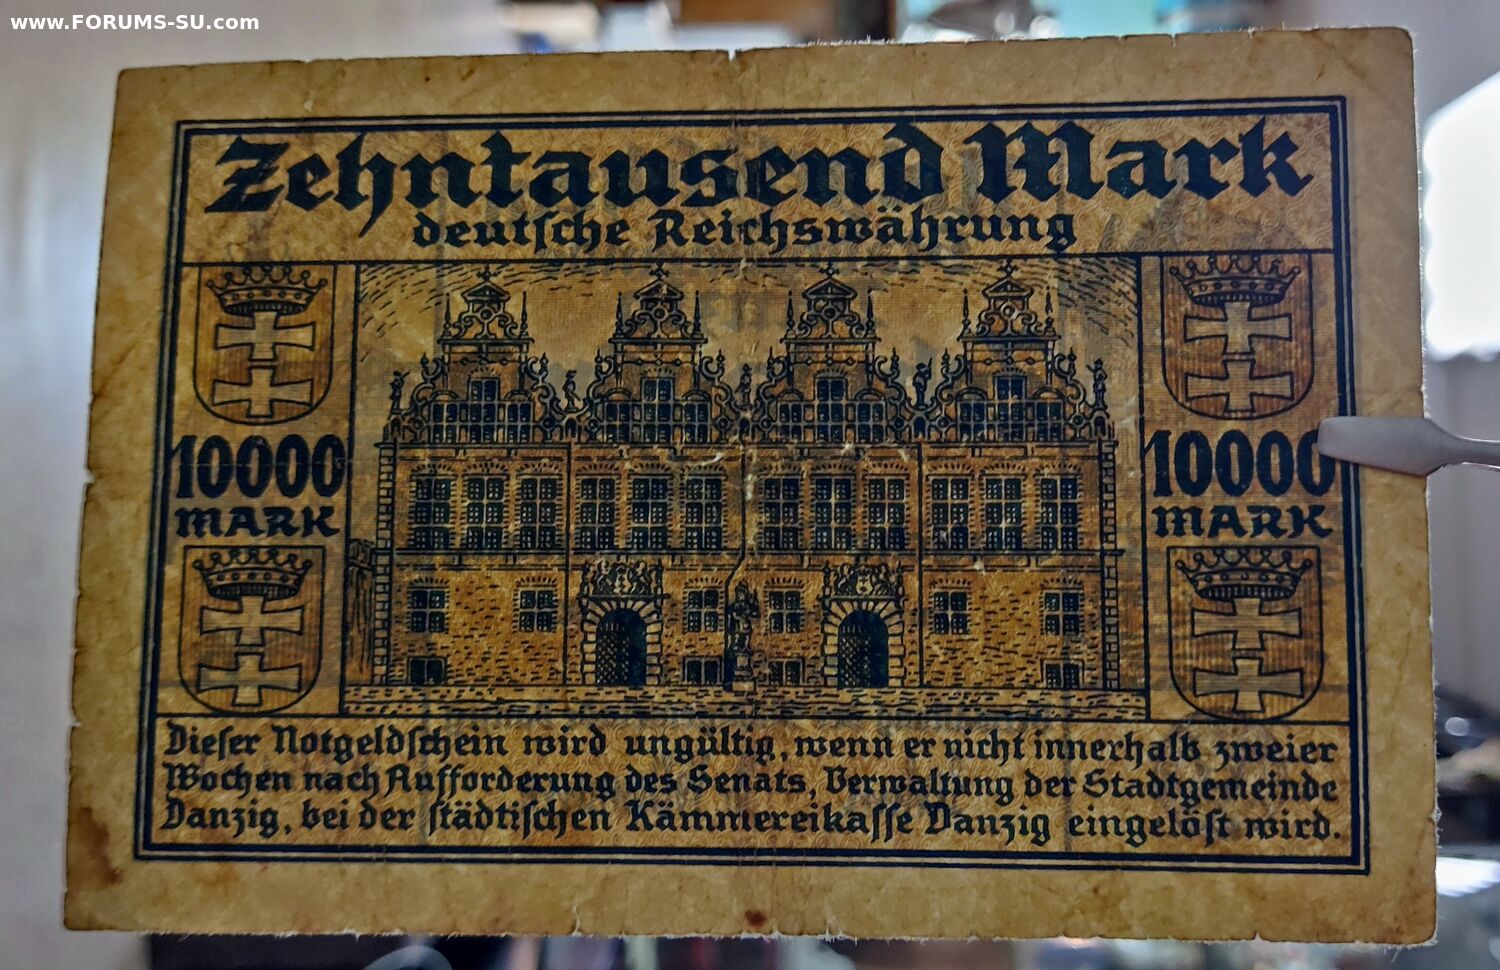 www.FORUMS-SU.com
Zehntausend Mark
deutſche Reichswährung
10000
MARK
10000
MARK
Dieſer Notgeldſchein wird ungültig, wenn er nicht innerhalb zweier
Wochen nach Aufforderung des Senats, Verwaltung der Stadtgemeinde
Danzig, bei der ſtädtiſchen Kämmereikaſſe Danzig eingelöſt wird.